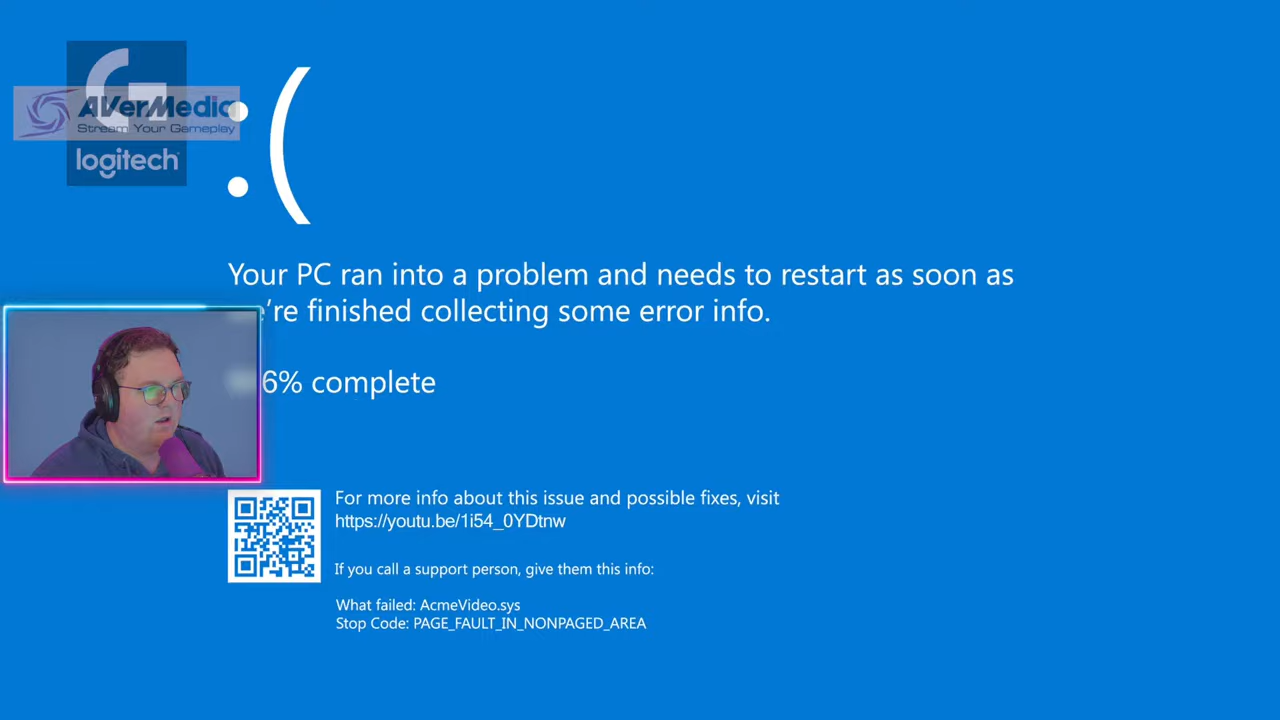 AVerMedia
Stream Your Gameplay
logitech
:(
Your PC ran into a problem and needs to restart as soon as
e're finished collecting some error info.
6% complete
For more info about this issue and possible fixes, visit
https://youtu.be/1i54_0YDtnw
If you call a support person, give them this info:
What failed: AcmeVideo.sys
Stop Code: PAGE_FAULT_IN_NONPAGED_AREA